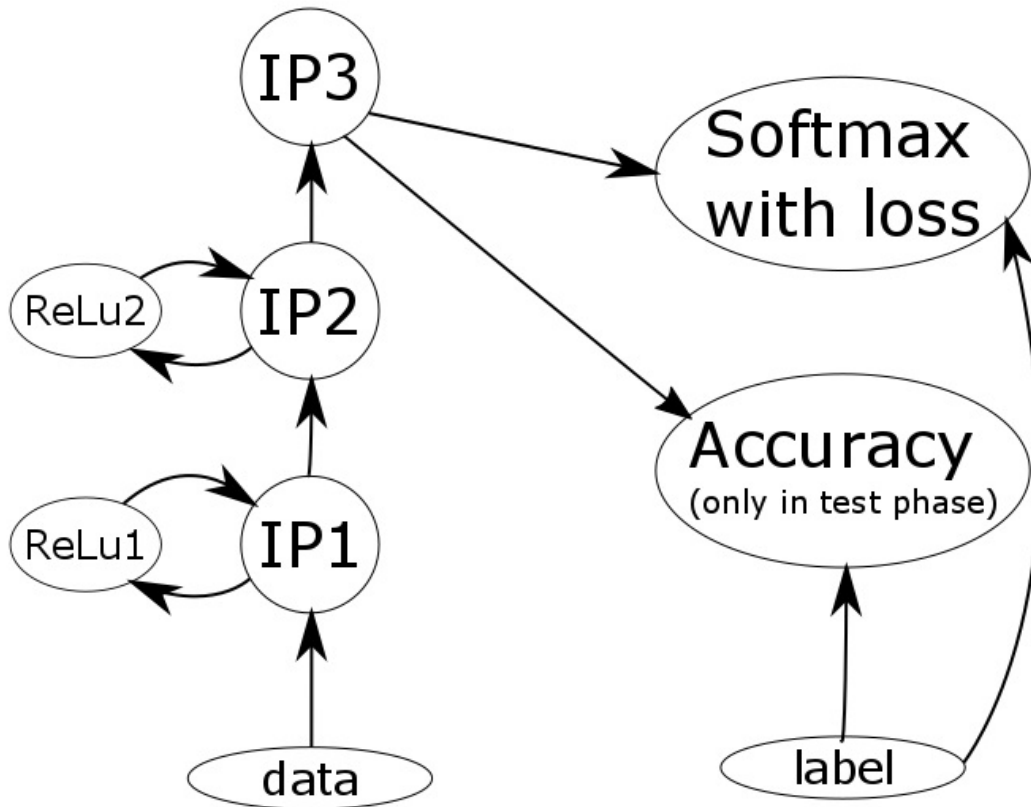 IP3
Softmax
with loss
ReLu2
IP2
Accuracy
(only in test phase)
ReLu1
IP1
data
label